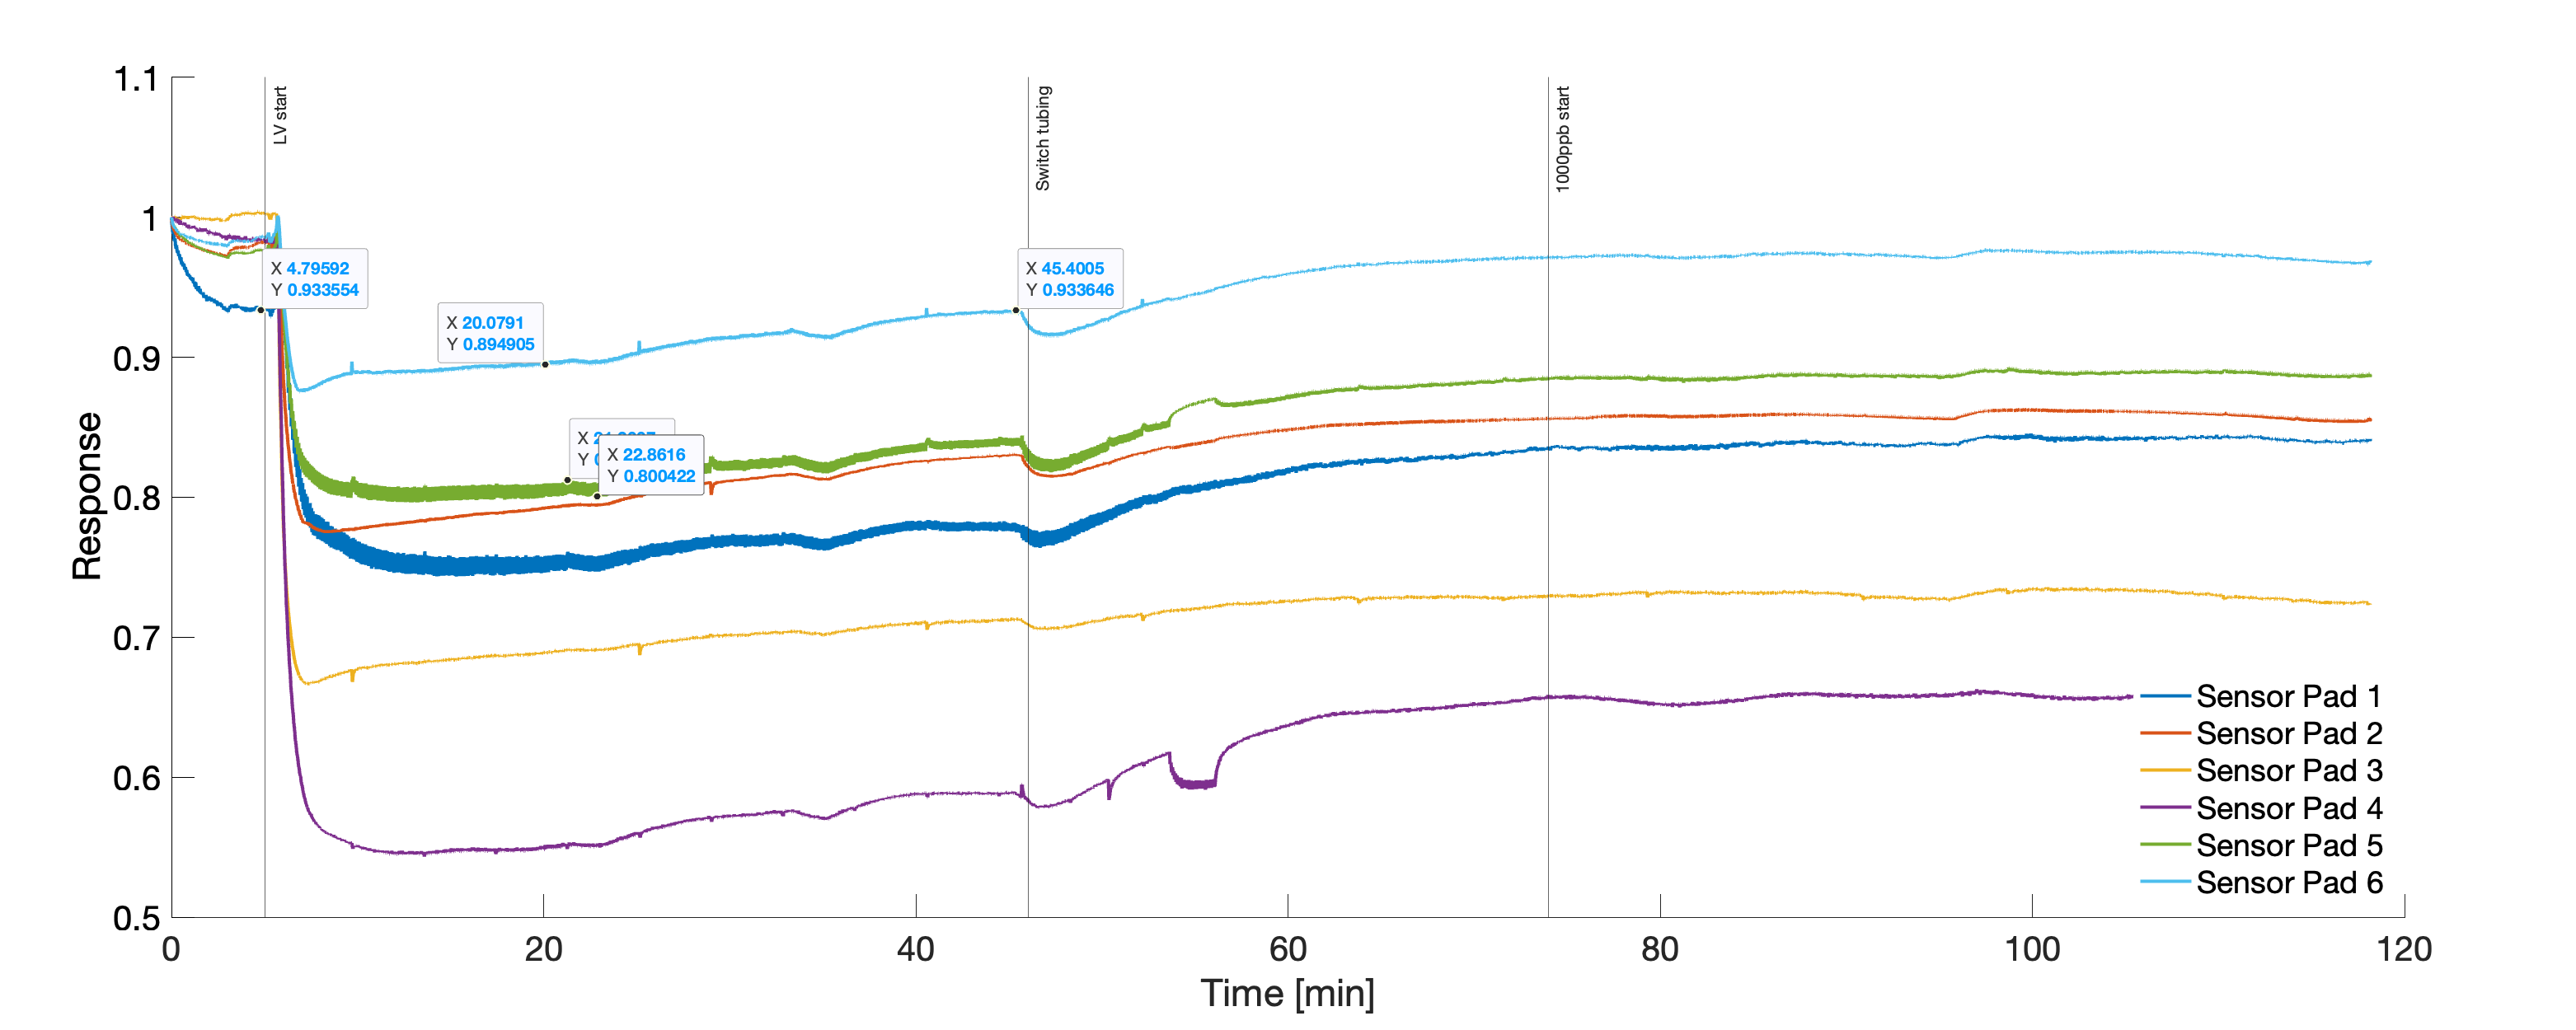 1.1
1
0.9
0.8
0.7
0.6
0.5
Response
0
20
40
60
80
100
120
Time [min]
LV start
Switch tubing
1000ppb start
X 4.79592
Y 0.933554
X 20.0791
Y 0.894905
X
Y
X 22.8616
Y 0.800422
X 45.4005
Y 0.933646
Sensor Pad 1
Sensor Pad 2
Sensor Pad 3
Sensor Pad 4
Sensor Pad 5
Sensor Pad 6